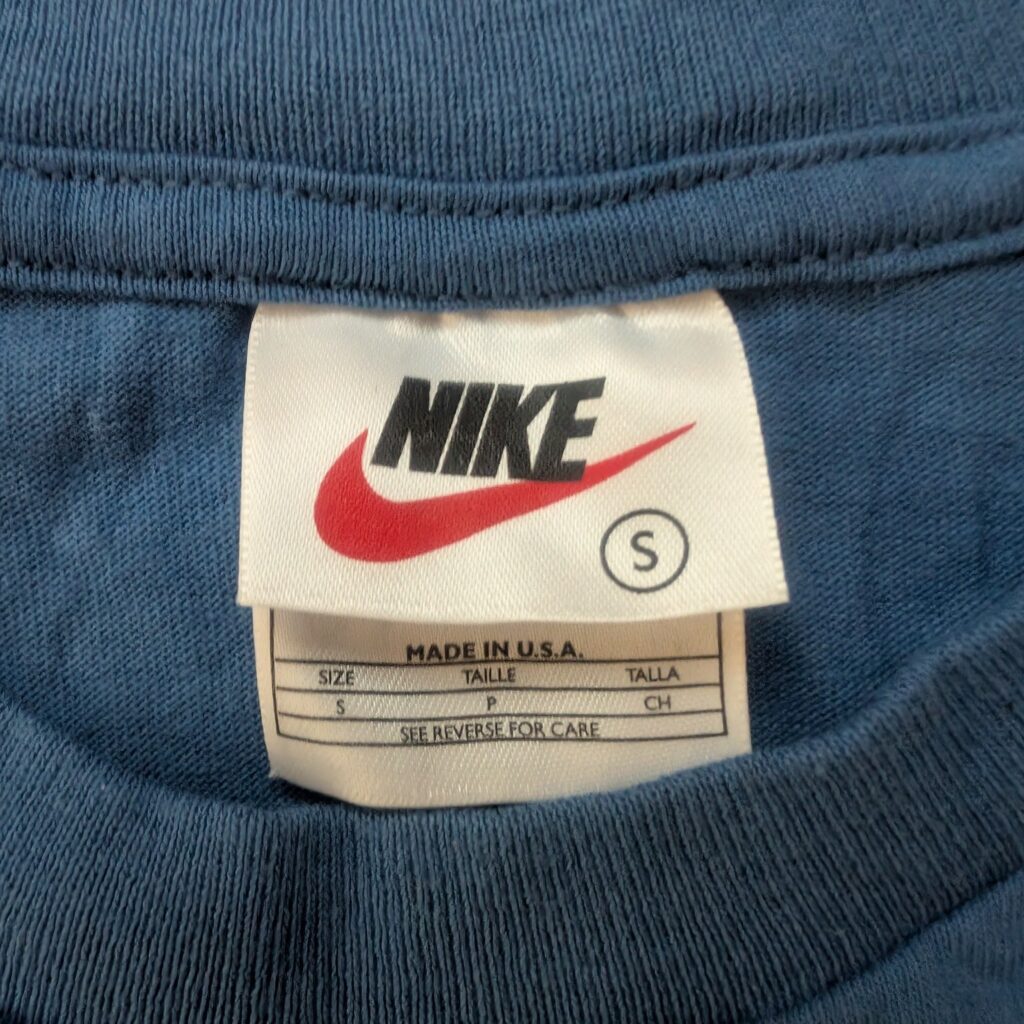 NIKE
S
MADE IN U.S.A.
SIZE TAILLE TALLA
S P CH
SEE REVERSE FOR CARE